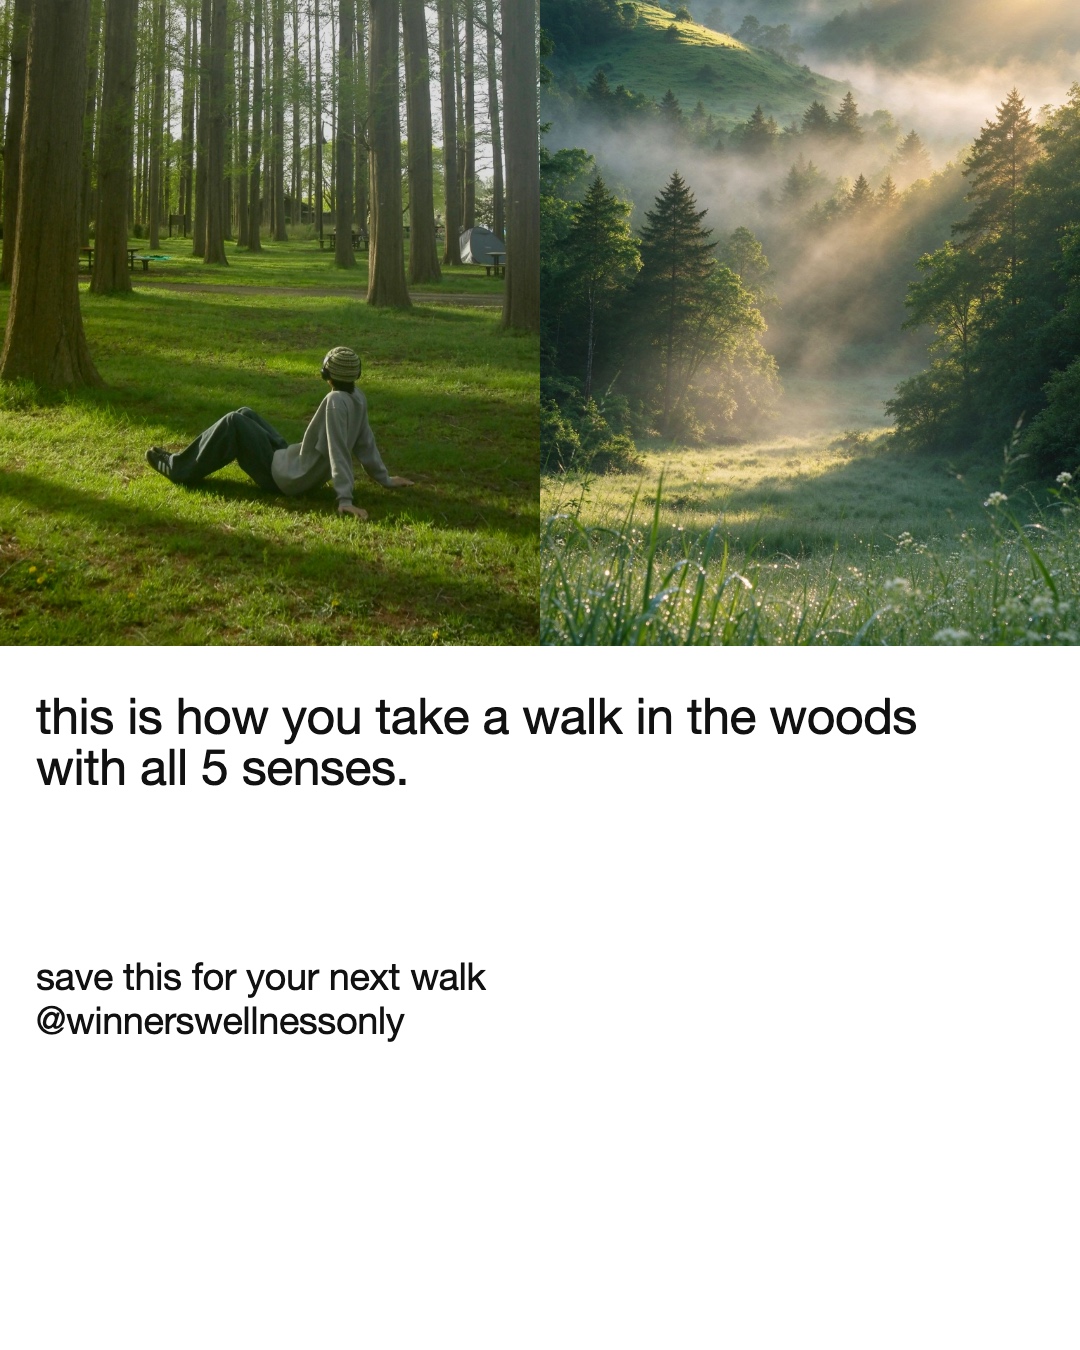 this is how you take a walk in the woods
with all 5 senses.
save this for your next walk
@winnerswellnessonly